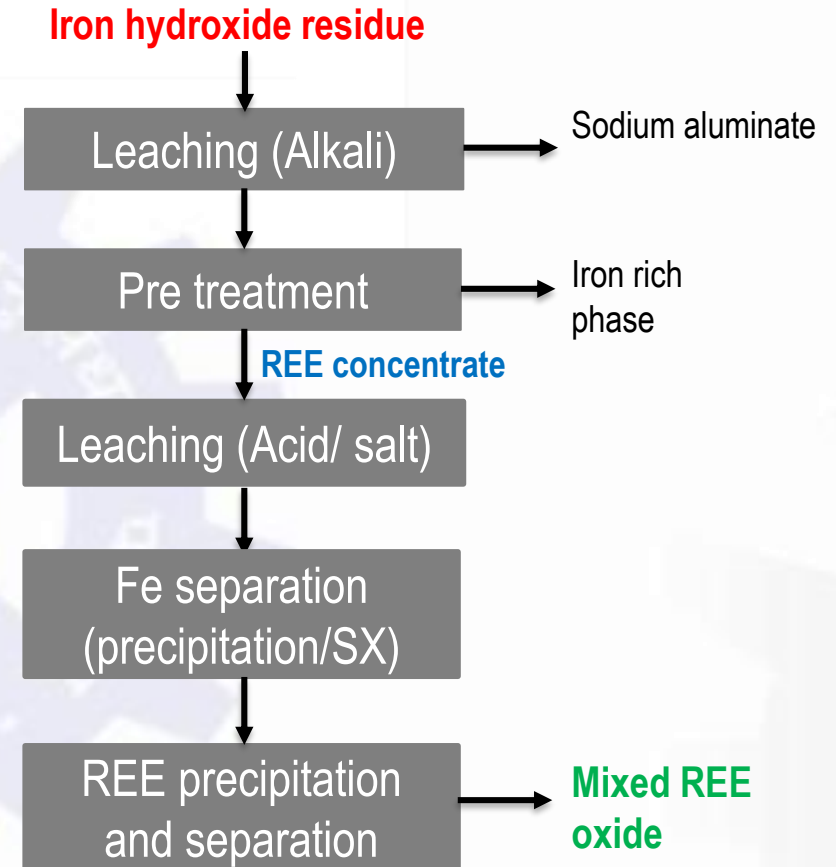 Iron hydroxide residue
Leaching (Alkali)
Sodium aluminate
Pre treatment
Iron rich
phase
REE concentrate
Leaching (Acid/ salt)
Fe separation
(precipitation/SX)
REE precipitation
and separation
Mixed REE
oxide